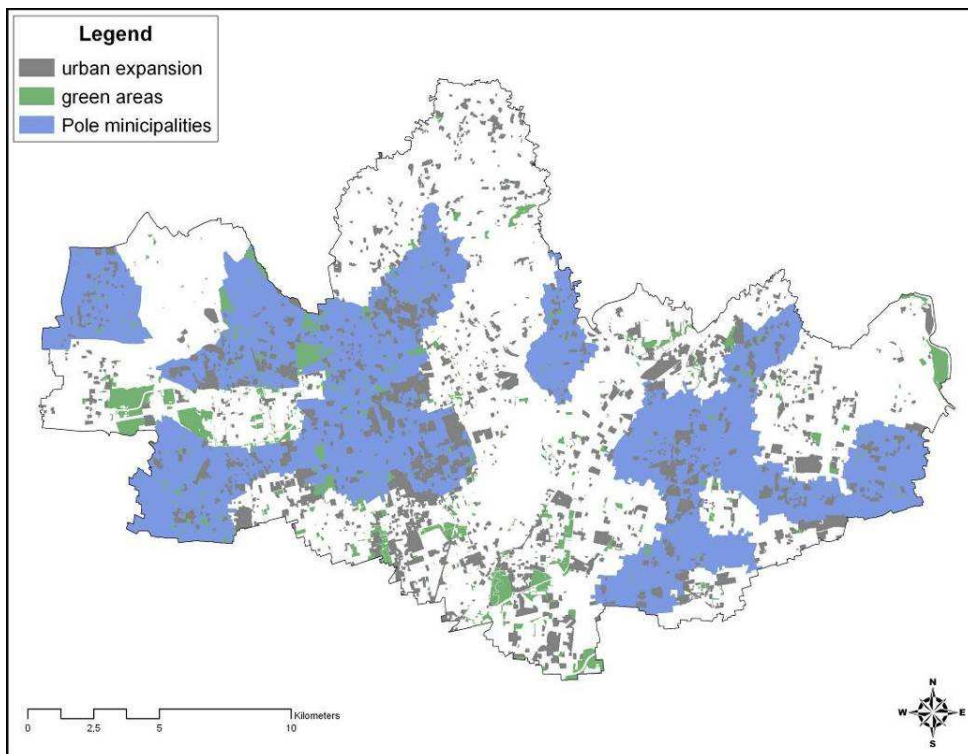 Legend
urban expansion
green areas
Pole minicipalities
Kilometers
0 2,5 5 10
N
W E
S